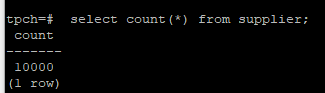 tpch=#  select count(*) from supplier;
 count
-------
 10000
(1 row)